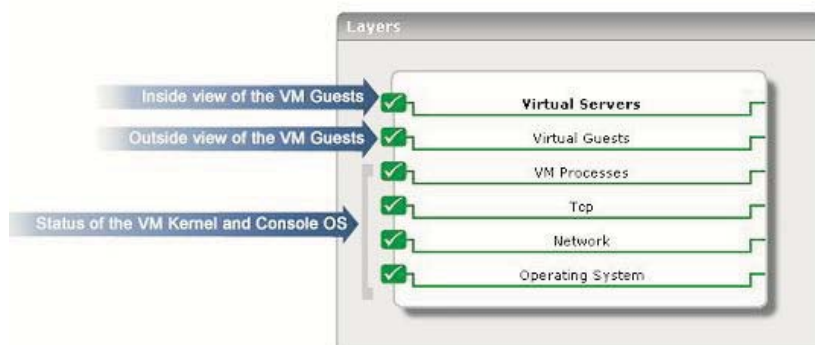 Layers
Inside view of the VM Guests
Virtual Servers
Outside view of the VM Guests
Virtual Guests
VM Processes
Tcp
Status of the VM Kernel and Console OS
Network
Operating System